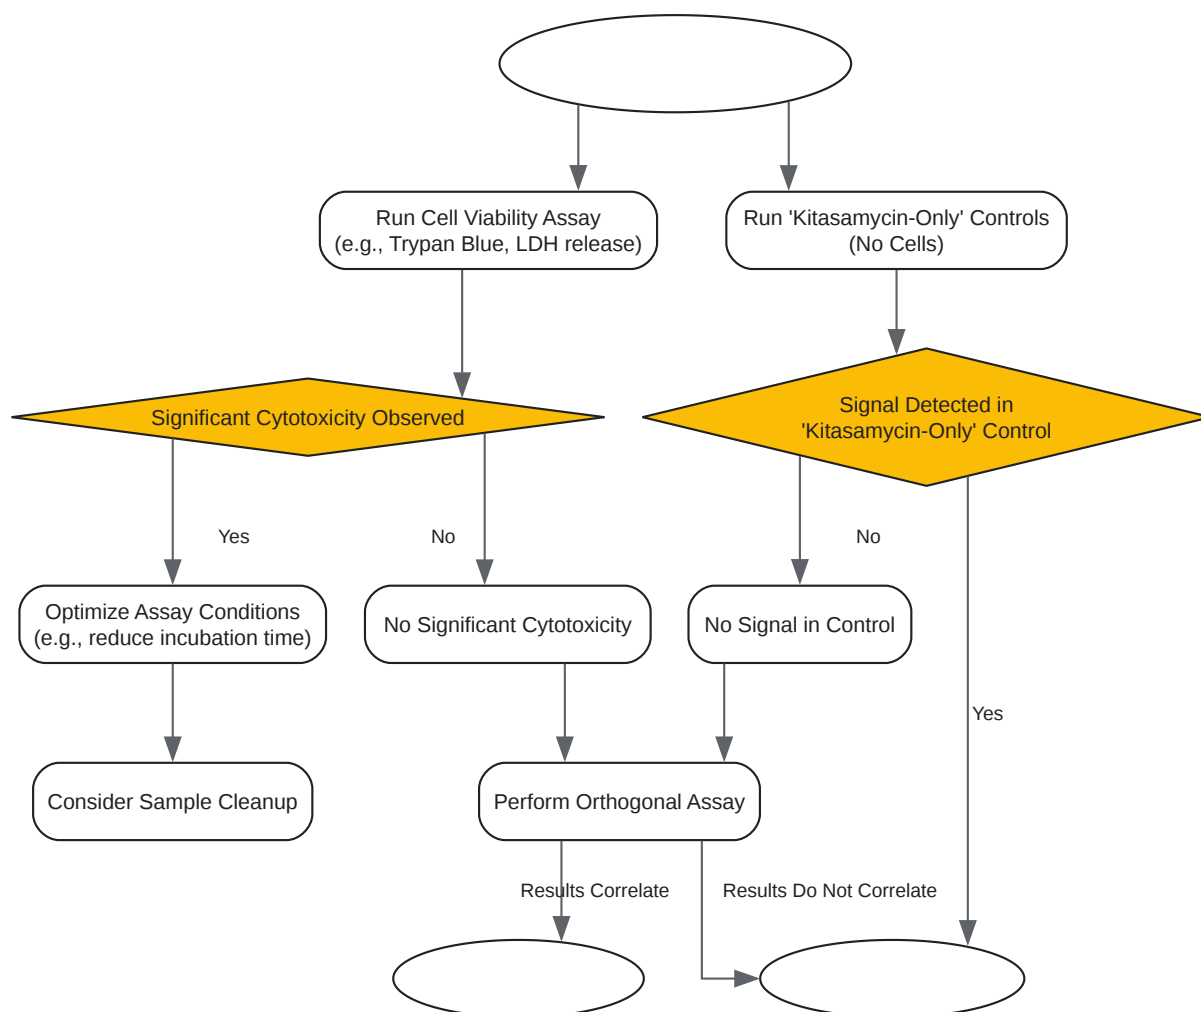 Run Cell Viability Assay
(e.g., Trypan Blue, LDH release)
Run 'Kitasamycin-Only' Controls
(No Cells)
Significant Cytotoxicity Observed
Signal Detected in
'Kitasamycin-Only' Control
Yes
No
No
Optimize Assay Conditions
(e.g., reduce incubation time)
No Significant Cytotoxicity
No Signal in Control
Yes
Consider Sample Cleanup
Perform Orthogonal Assay
Results Correlate
Results Do Not Correlate